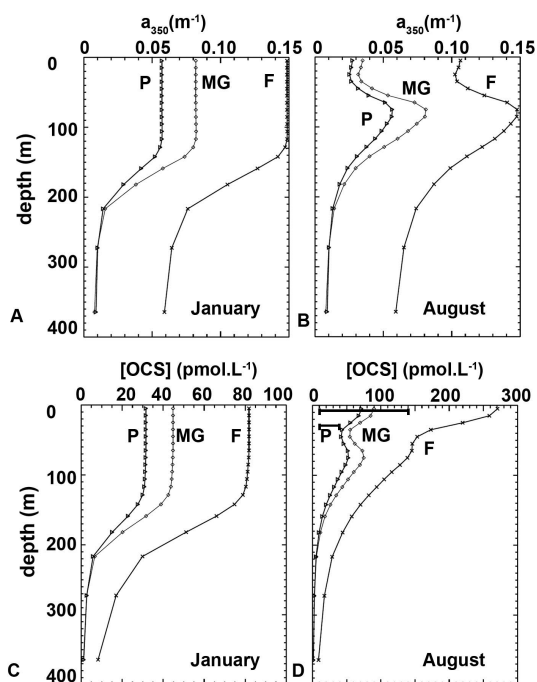 a350(m-1)
a350(m-1)
0 0.05 0.10 0.15
0 0.05 0.10 0.15
0
100
200
300
400
depth (m)
P MG F
January
A
MG F
P
August
B
[OCS] (pmol.L-1)
[OCS] (pmol.L-1)
0 20 40 60 80 100
0 100 200 300
0
100
200
300
400
depth (m)
P MG F
January
C
P MG
F
August
D